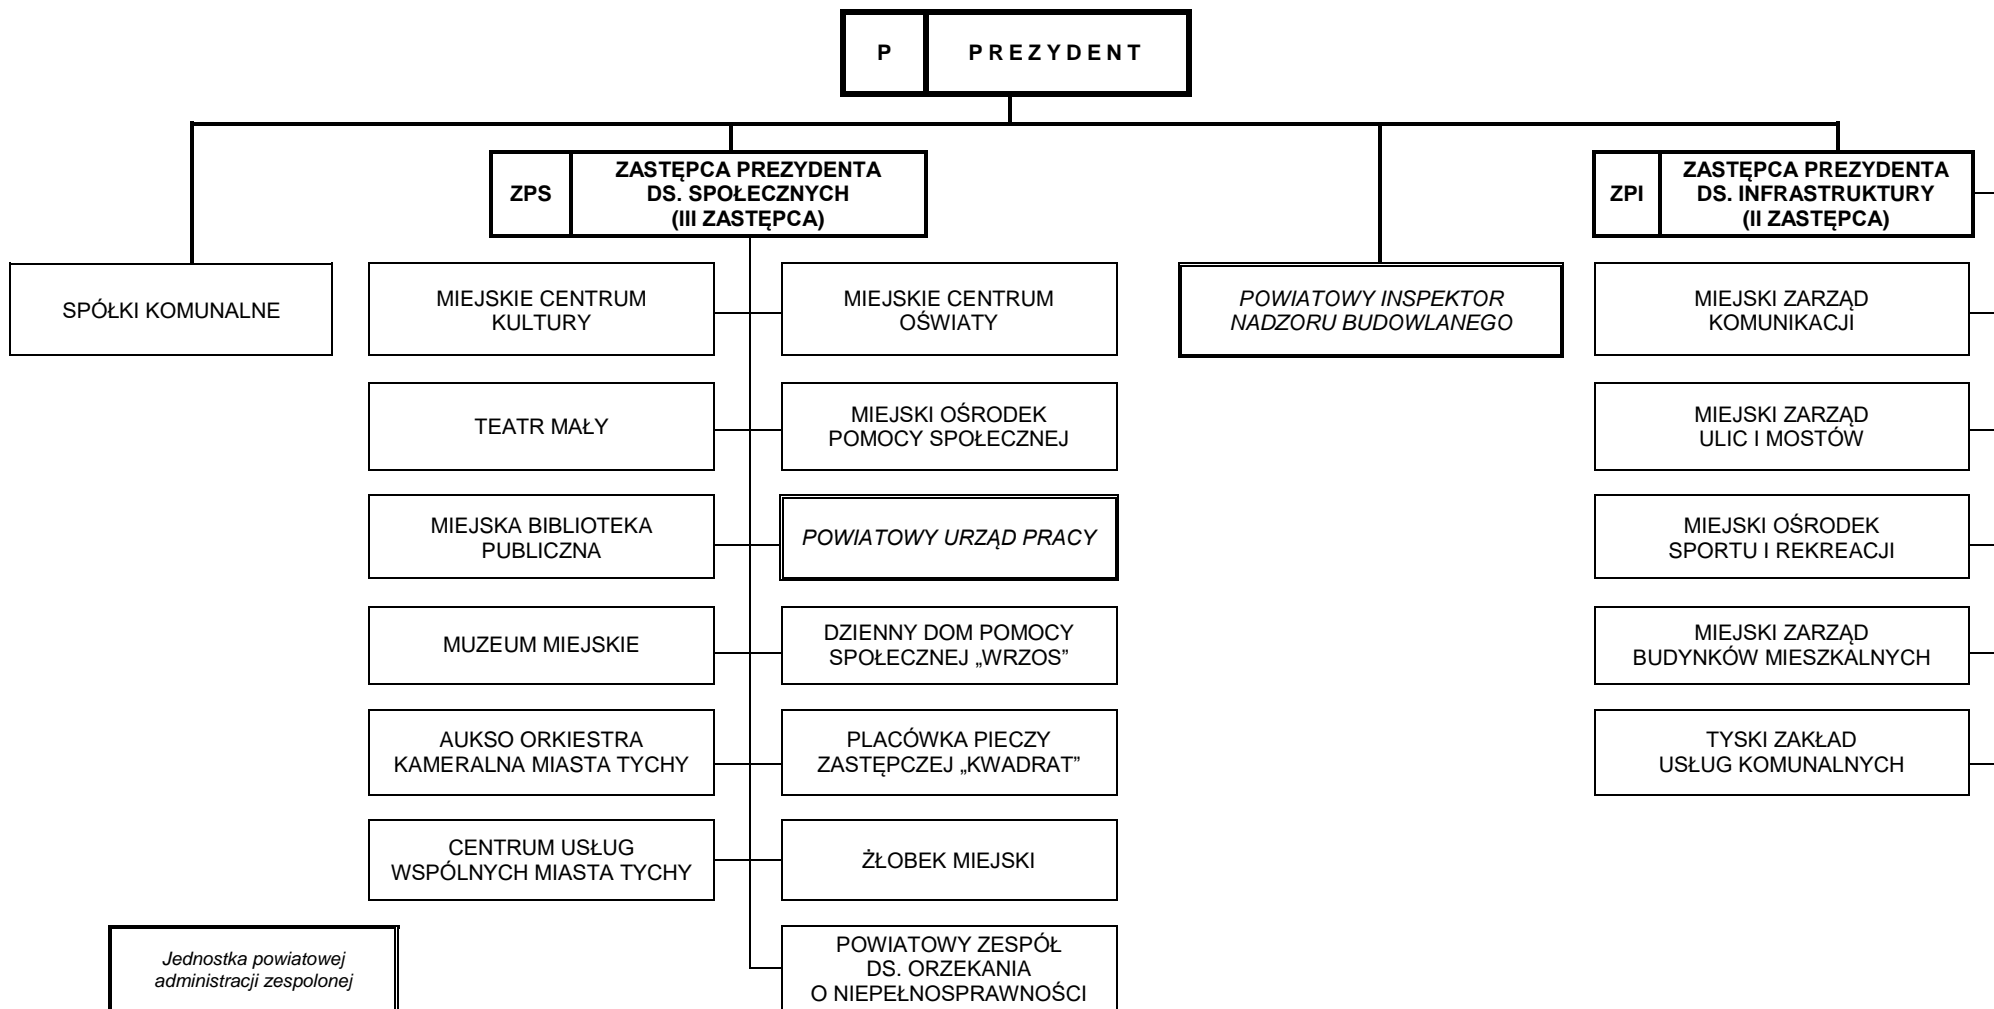 P
PREZYDENT
ZPS
ZASTĘPCA PREZYDENTA
DS. SPOŁECZNYCH
(III ZASTĘPCA)
ZPI
ZASTĘPCA PREZYDENTA
DS. INFRASTRUKTURY
(II ZASTĘPCA)
SPÓŁKI KOMUNALNE
MIEJSKIE CENTRUM
KULTURY
MIEJSKIE CENTRUM
OŚWIATY
POWIATOWY INSPEKTOR
NADZORU BUDOWLANEGO
MIEJSKI ZARZĄD
KOMUNIKACJI
TEATR MAŁY
MIEJSKI OŚRODEK
POMOCY SPOŁECZNEJ
MIEJSKI ZARZĄD
ULIC I MOSTÓW
MIEJSKA BIBLIOTEKA
PUBLICZNA
POWIATOWY URZĄD PRACY
MIEJSKI OŚRODEK
SPORTU I REKREACJI
MUZEUM MIEJSKIE
DZIENNY DOM POMOCY
SPOŁECZNEJ „WRZOS”
MIEJSKI ZARZĄD
BUDYNKÓW MIESZKALNYCH
AUKSO ORKIESTRA
KAMERALNA MIASTA TYCHY
PLACÓWKA PIECZY
ZASTĘPCZEJ „KWADRAT”
TYSKI ZAKŁAD
USŁUG KOMUNALNYCH
CENTRUM USŁUG
WSPÓLNYCH MIASTA TYCHY
ŻŁOBEK MIEJSKI
Jednostka powiatowej
administracji zespolonej
POWIATOWY ZESPÓŁ
DS. ORZEKANIA
O NIEPEŁNOSPRAWNOŚCI